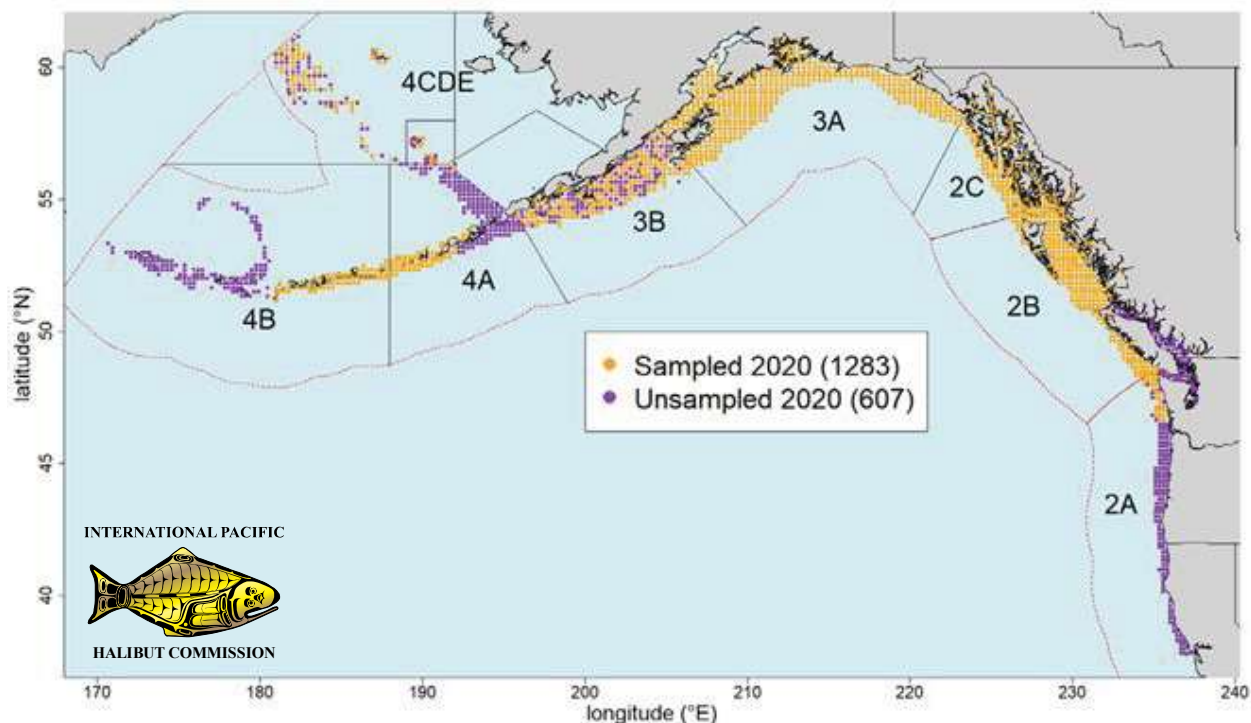 60
55
50
45
40
latitude (°N)
4CDE
3A
2C
3B
4A
2B
4B
2A
Sampled 2020 (1283)
Unsampled 2020 (607)
INTERNATIONAL PACIFIC
HALIBUT COMMISSION
170
180
190
200
210
220
230
240
longitude (°E)